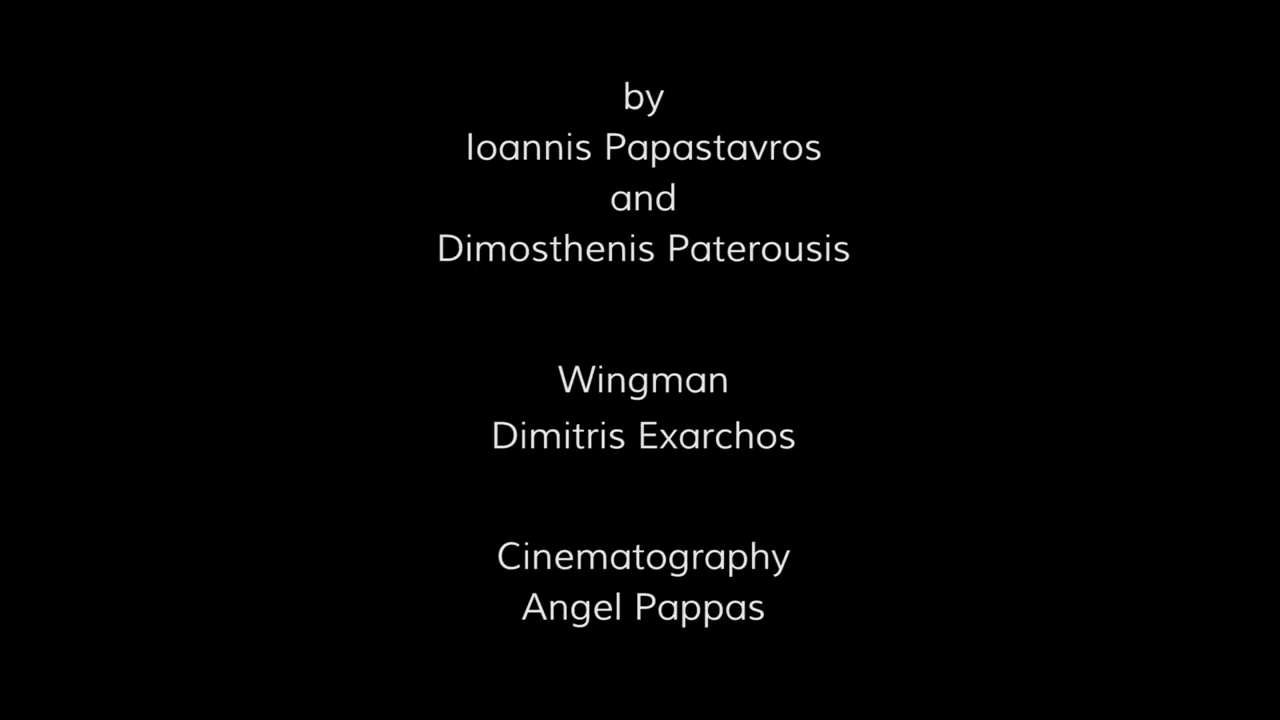 by
Ioannis Papastavros
and
Dimosthenis Paterousis
Wingman
Dimitris Exarchos
Cinematography
Angel Pappas